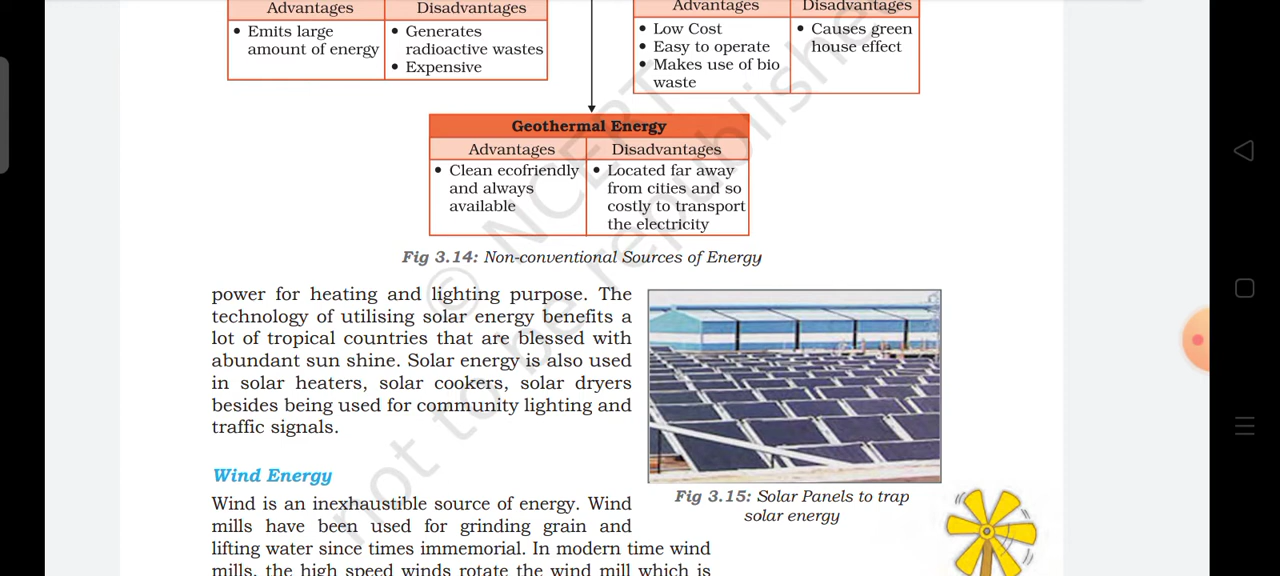 Advantages
Disadvantages
• Emits large
amount of energy
• Generates
radioactive wastes
• Expensive
Advantages
Disadvantages
• Low Cost
• Easy to operate
• Makes use of bio
waste
• Causes green
house effect
Geothermal Energy
Advantages
Disadvantages
• Clean ecofriendly
and always
available
• Located far away
from cities and so
costly to transport
the electricity
Fig 3.14: Non-conventional Sources of Energy
power for heating and lighting purpose. The
technology of utilising solar energy benefits a
lot of tropical countries that are blessed with
abundant sun shine. Solar energy is also used
in solar heaters, solar cookers, solar dryers
besides being used for community lighting and
traffic signals.
Fig 3.15: Solar Panels to trap
solar energy
Wind Energy
Wind is an inexhaustible source of energy. Wind
mills have been used for grinding grain and
lifting water since times immemorial. In modern time wind
mills, the high speed winds rotate the wind mill which is
© NCERT
not to be republishe